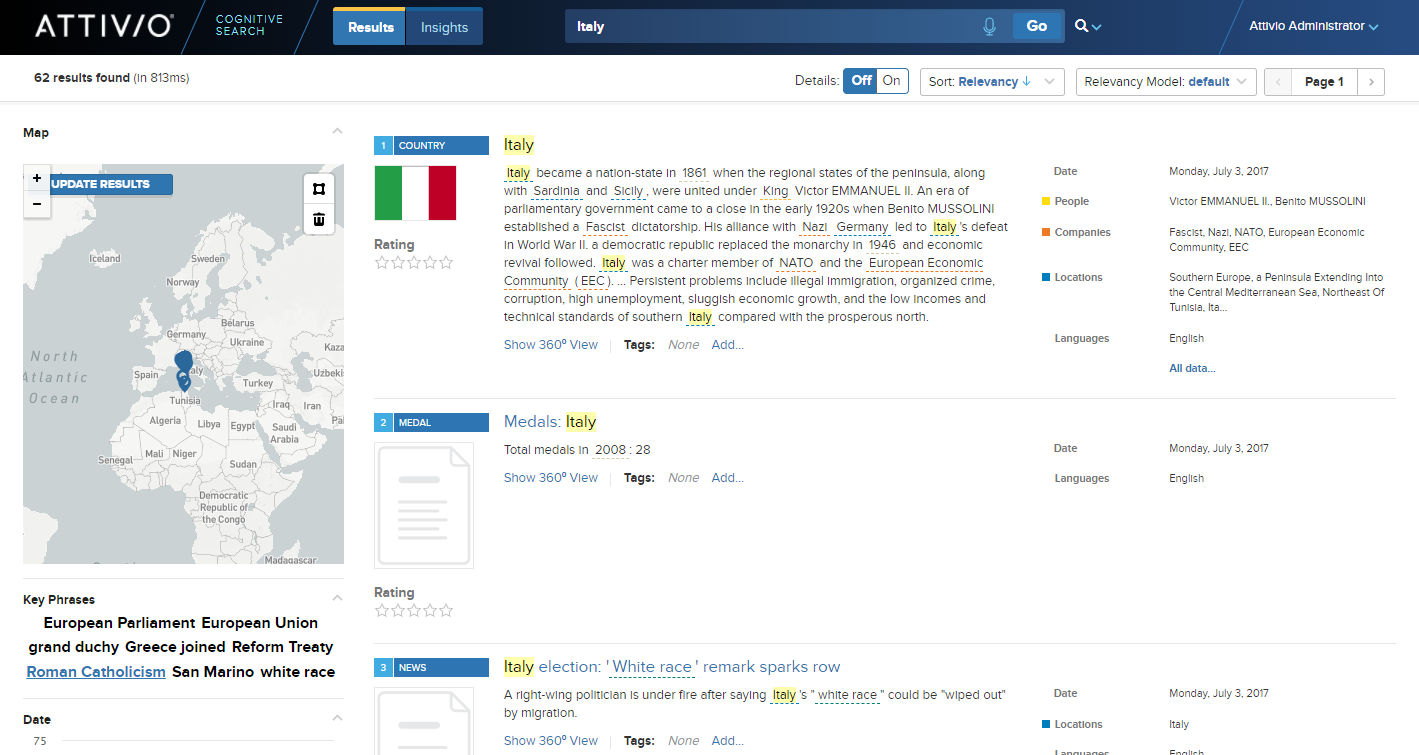 ATTIVIO®
COGNITIVE
SEARCH
Results
Insights
Italy
Go
Attivio Administrator
62 results found (in 813ms)
Details: Off On
Sort: Relevancy
Relevancy Model: default
Page 1
Map
+
−
UPDATE RESULTS
Iceland
Sweden
Norway
Belarus
Germany
Ukraine
Kaza
North
Atlantic
Ocean
Spain
aly
Turkey
Uzbekis
Tunisia
Iraq
Iran
Algeria
Libya
Egypt
Saudi
Arabia
Pal
Senegal
Mali
Niger
Sudan
Democratic
Republic of
the Congo
Madagascar
Key Phrases
European Parliament European Union
grand duchy Greece joined Reform Treaty
Roman Catholicism San Marino white race
Date
75
1 COUNTRY
Rating
Italy
Italy became a nation-state in 1861 when the regional states of the peninsula, along
with Sardinia and Sicily, were united under King Victor EMMANUEL II. An era of
parliamentary government came to a close in the early 1920s when Benito MUSSOLINI
established a Fascist dictatorship. His alliance with Nazi Germany led to Italy's defeat
in World War II. a democratic republic replaced the monarchy in 1946 and economic
revival followed. Italy was a charter member of NATO and the European Economic
Community (EEC). ... Persistent problems include illegal immigration, organized crime,
corruption, high unemployment, sluggish economic growth, and the low incomes and
technical standards of southern Italy compared with the prosperous north.
Show 360º View
Tags: None Add...
Date Monday, July 3, 2017
People Victor EMMANUEL II., Benito MUSSOLINI
Companies Fascist, Nazi, NATO, European Economic
Community, EEC
Locations Southern Europe, a Peninsula Extending Into
the Central Mediterranean Sea, Northeast Of
Tunisia, Ita...
Languages English
All data...
2 MEDAL
Rating
Medals: Italy
Total medals in 2008: 28
Show 360º View
Tags: None Add...
Date Monday, July 3, 2017
Languages English
3 NEWS
Italy election: 'White race' remark sparks row
A right-wing politician is under fire after saying Italy's "white race" could be "wiped out"
by migration.
Show 360º View
Tags: None Add...
Date Monday, July 3, 2017
Locations Italy
Languages English